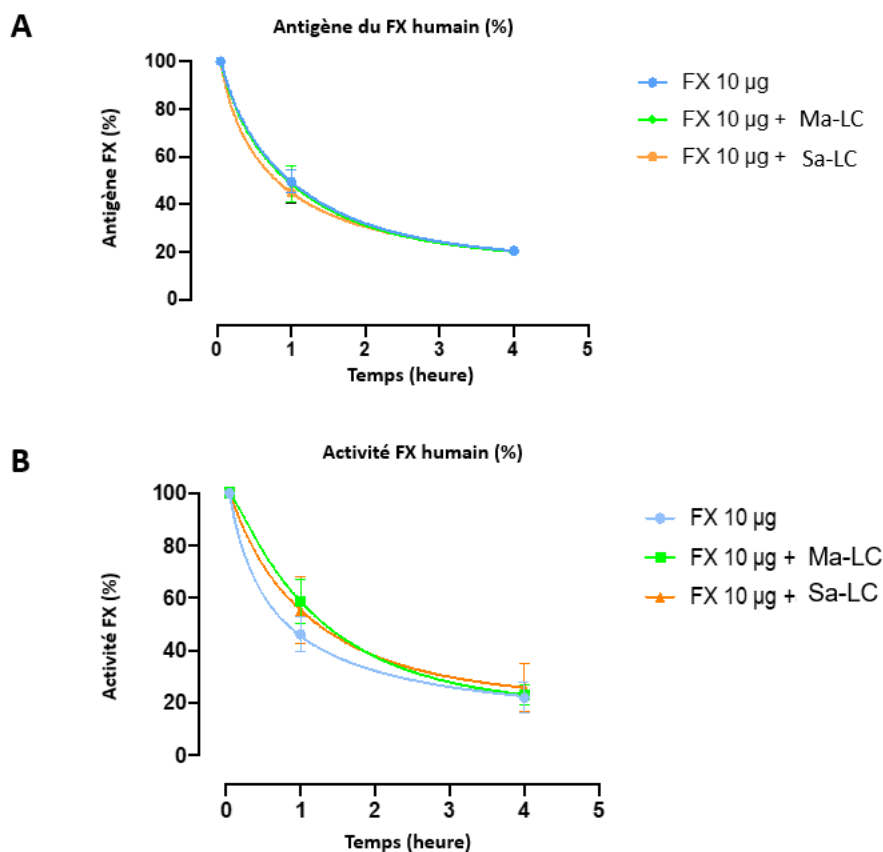 A
Antigène du FX humain (%)
Antigène FX (%)
100
80
60
40
20
0
0 1 2 3 4 5
Temps (heure)
FX 10 µg
FX 10 µg + Ma-LC
FX 10 µg + Sa-LC
B
Activité FX humain (%)
Activité FX (%)
100
80
60
40
20
0
0 1 2 3 4 5
Temps (heure)
FX 10 µg
FX 10 µg + Ma-LC
FX 10 µg + Sa-LC